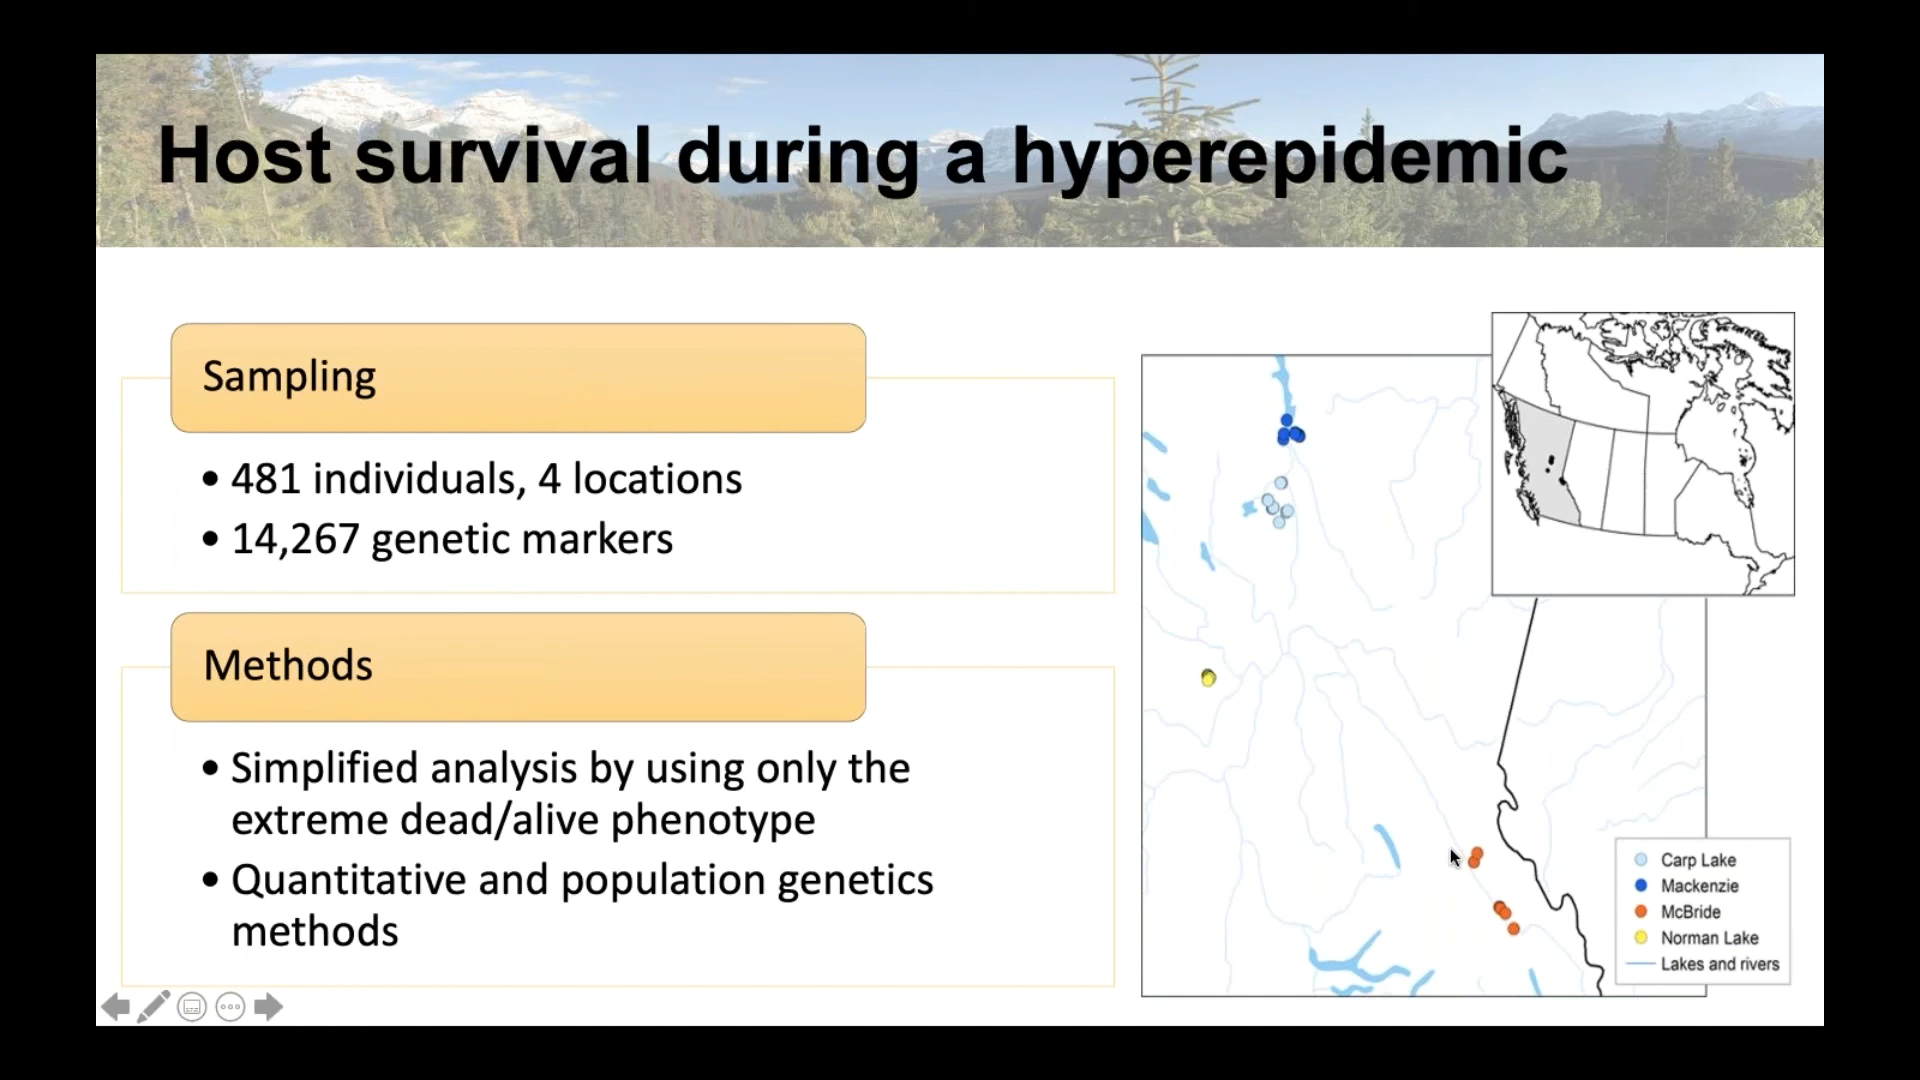 Host survival during a hyperepidemic
Sampling
• 481 individuals, 4 locations
• 14,267 genetic markers
Methods
• Simplified analysis by using only the
extreme dead/alive phenotype
• Quantitative and population genetics
methods
Carp Lake
Mackenzie
McBride
Norman Lake
Lakes and rivers